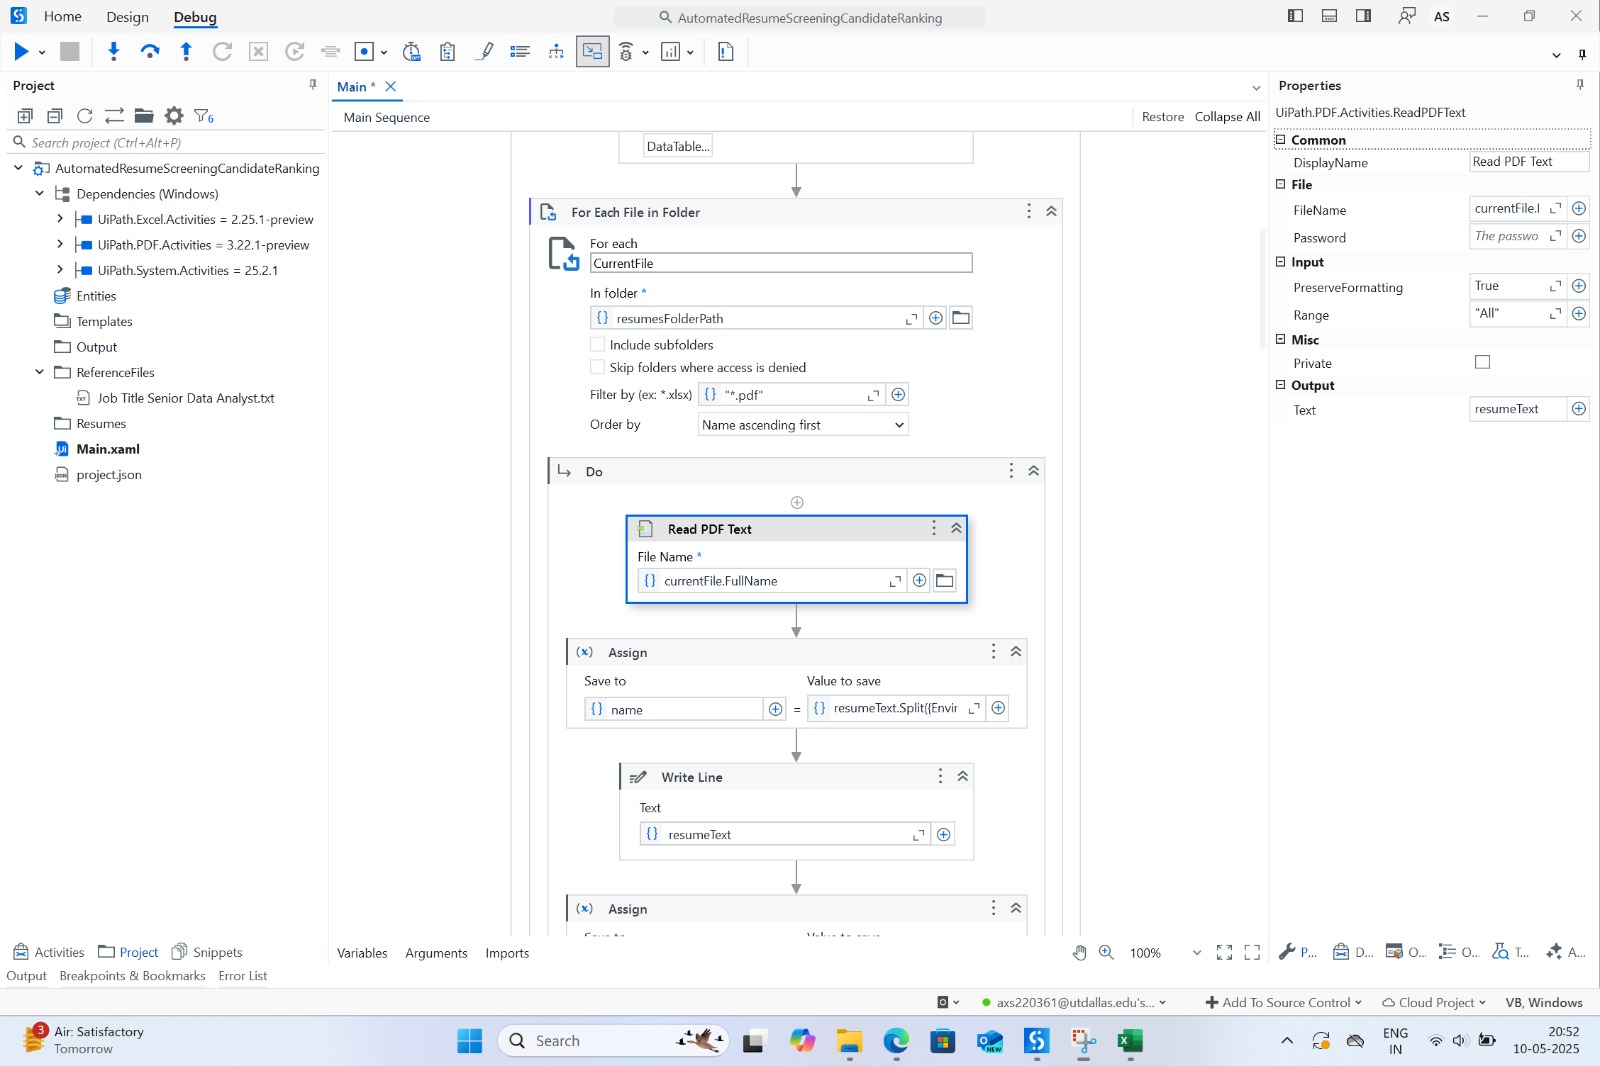 Home Design Debug
AutomatedResumeScreeningCandidateRanking
AS
Project
Main *
Properties
Main Sequence
Restore Collapse All
UiPath.PDF.Activities.ReadPDFText
6
Search project (Ctrl+Alt+P)
AutomatedResumeScreeningCandidateRanking
Dependencies (Windows)
UiPath.Excel.Activities = 2.25.1-preview
UiPath.PDF.Activities = 3.22.1-preview
UiPath.System.Activities = 25.2.1
Entities
Templates
Output
ReferenceFiles
Job Title Senior Data Analyst.txt
Resumes
Main.xaml
project.json
DataTable...
For Each File in Folder
For each
CurrentFile
In folder *
{} resumesFolderPath
Include subfolders
Skip folders where access is denied
Filter by (ex: *.xlsx) {} "*.pdf"
Order by Name ascending first
Do
Read PDF Text
File Name *
{} currentFile.FullName
(x) Assign
Save to Value to save
{} name = {} resumeText.Split({Envir
Write Line
Text
{} resumeText
(x) Assign
Common
DisplayName Read PDF Text
File
FileName currentFile.
Password The passwo
Input
PreserveFormatting True
Range "All"
Misc
Private
Output
Text resumeText
Activities Project Snippets
Variables Arguments Imports
100%
P... D... O... O... T... A...
Output Breakpoints & Bookmarks Error List
axs220361@utdallas.edu's...
Add To Source Control
Cloud Project
VB, Windows
3
Air: Satisfactory
Tomorrow
Search
NEW
ENG
IN
20:52
10-05-2025